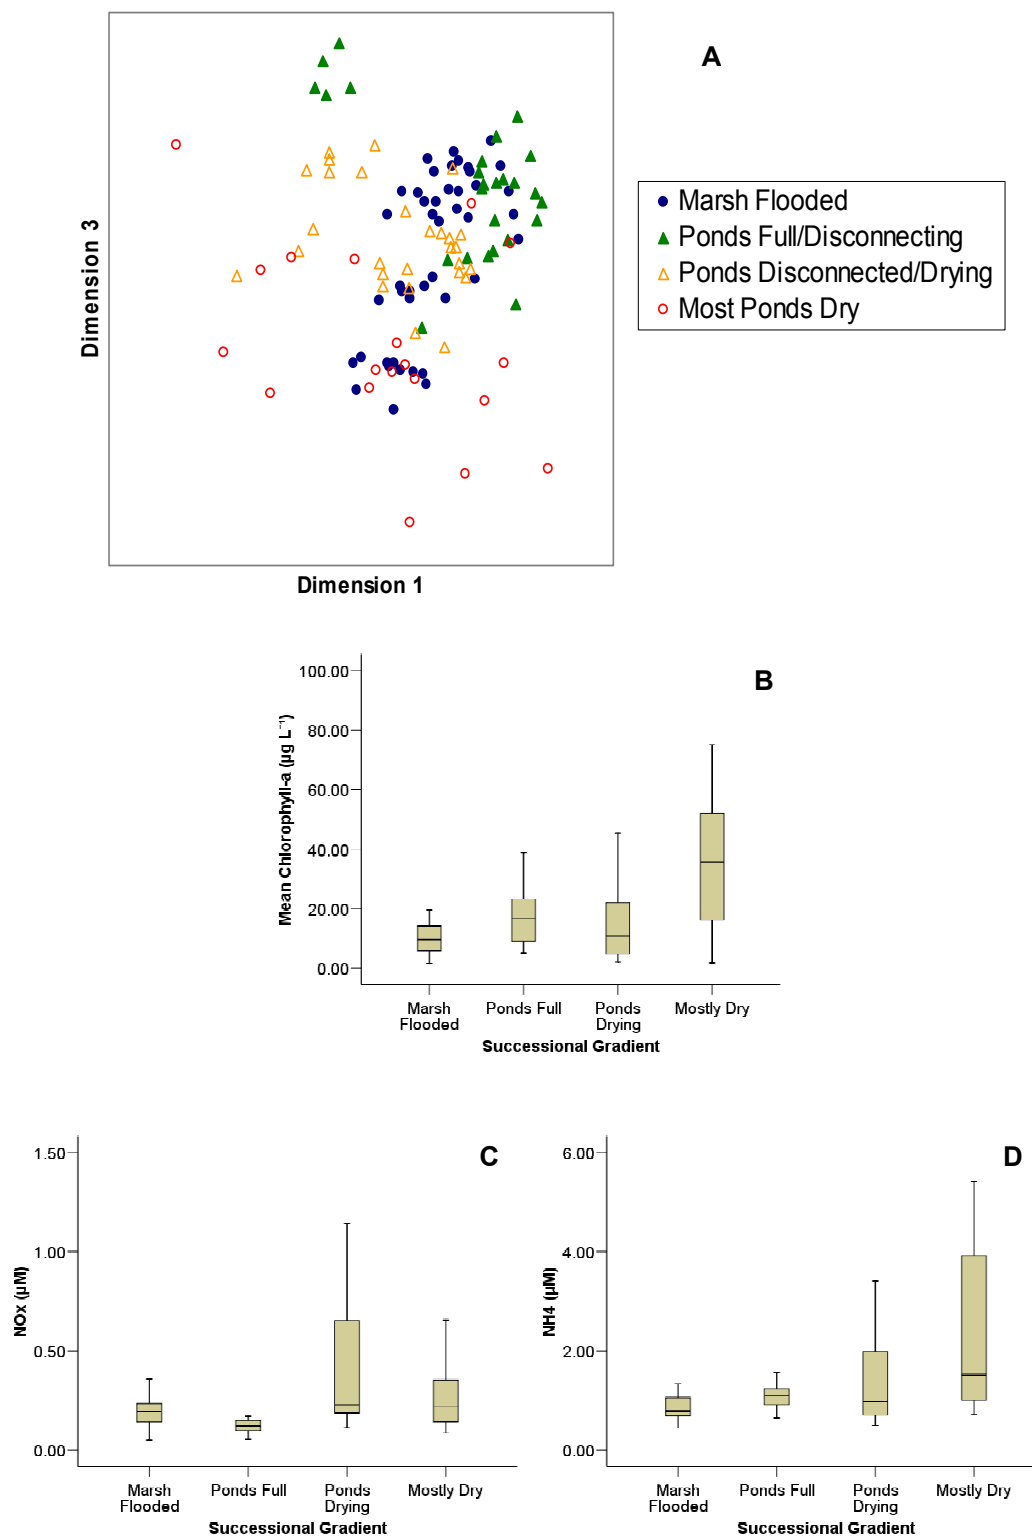 A
Dimension 3
Dimension 1
Marsh Flooded
Ponds Full/Disconnecting
Ponds Disconnected/Drying
Most Ponds Dry
B
Mean Chlorophyll-a (µg L⁻¹)
100.00
80.00
60.00
40.00
20.00
0.00
Marsh Flooded
Ponds Full
Ponds Drying
Mostly Dry
Successional Gradient
C
NOx (µM)
1.50
1.00
0.50
0.00
Marsh Flooded
Ponds Full
Ponds Drying
Mostly Dry
Successional Gradient
D
NH4 (µM)
6.00
4.00
2.00
0.00
Marsh Flooded
Ponds Full
Ponds Drying
Mostly Dry
Successional Gradient